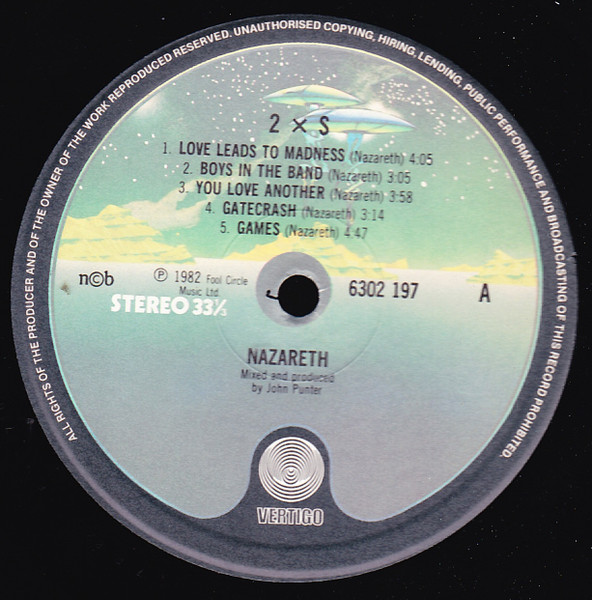 ALL RIGHTS OF THE PRODUCER AND OF THE OWNER OF THE WORK REPRODUCED RESERVED. UNAUTHORISED COPYING, HIRING, LENDING, PUBLIC PERFORMANCE AND BROADCASTING OF THIS RECORD PROHIBITED.
2 × S
1. LOVE LEADS TO MADNESS (Nazareth) 4:05
2. BOYS IN THE BAND (Nazareth) 3:05
3. YOU LOVE ANOTHER (Nazareth) 3:58
4. GATECRASH (Nazareth) 3:14
5. GAMES (Nazareth) 4:47
n©b
℗ 1982 Fool Circle
Music Ltd.
STEREO 33⅓
6302 197
A
NAZARETH
Mixed and produced
by John Punter
VERTIGO